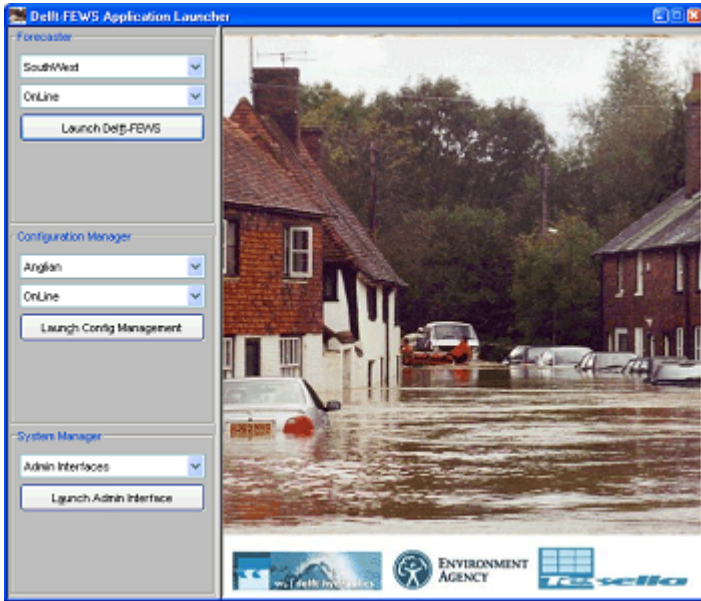 Delft-FEWS Application Launcher
Forecaster
SouthWest
OnLine
Launch Delft-FEWS
Configuration Manager
Anglian
OnLine
Launch Config Management
System Manager
Admin Interfaces
Launch Admin Interface
wl | delft hydraulics
ENVIRONMENT
AGENCY
Tessella